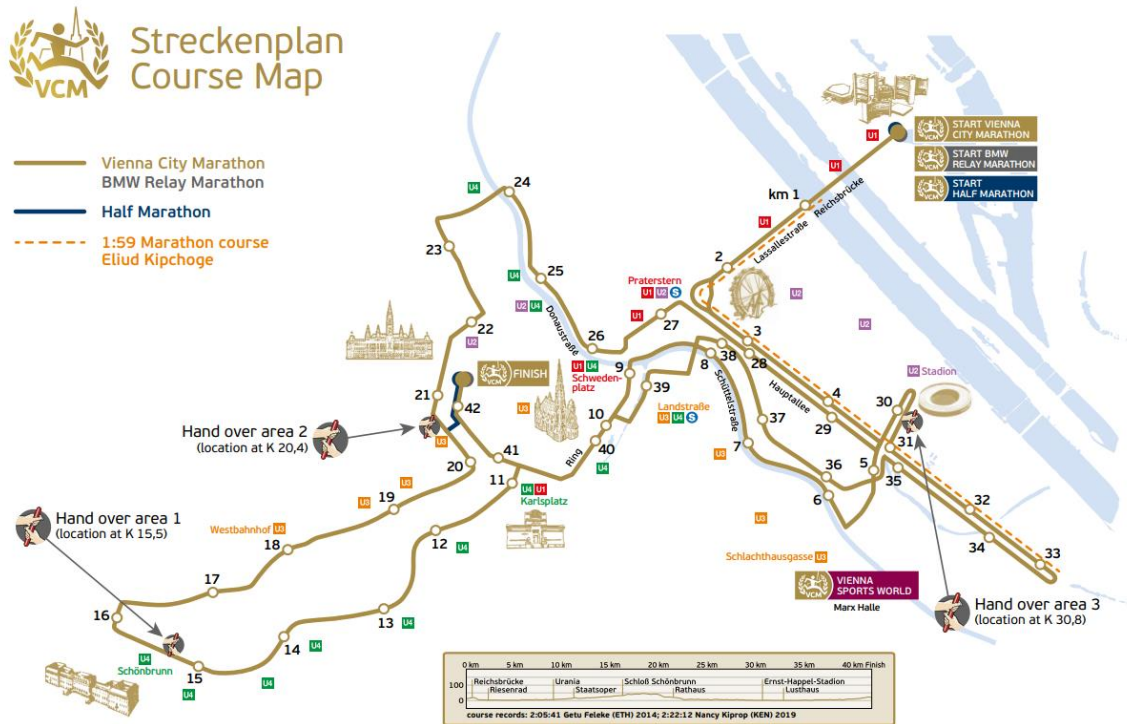 VCM
Streckenplan
Course Map
Vienna City Marathon
BMW Relay Marathon
Half Marathon
1:59 Marathon course
Eliud Kipchoge
START VIENNA
CITY MARATHON
START BMW
RELAY MARATHON
START
HALF MARATHON
U1
U1
U1
km 1
Reichsbrücke
Lassallestraße
2
Praterstern
U1 U2 S
U2
U2
U1
27
3
28
38
8
4
29
Hauptallee
Schüttelstraße
37
7
36
6
5
30
31
35
32
34
33
U2 Stadion
U4
24
23
25
U4
U2 U4
Donaustraße
26
22
U2
U1 U4
Schweden-
platz
9
39
Landstraße
U3 U4 S
10
40
U4
Ring
U3
FINISH
21
42
U3
41
11
U4 U1
Karlsplatz
Hand over area 2
(location at K 20,4)
20
U3
19
U3
Westbahnhof U3
18
12
U4
Hand over area 1
(location at K 15,5)
17
16
13
U4
14
U4
U4
Schönbrunn
15
U4
U4
U3
U3
Schlachthausgasse U3
VCM
VIENNA
SPORTS WORLD
Marx Halle
Hand over area 3
(location at K 30,8)
0 km 5 km 10 km 15 km 20 km 25 km 30 km 35 km 40 km Finish
100
0
Reichsbrücke Urania Schloß Schönbrunn Ernst-Happel-Stadion
Riesenrad Staatsoper Rathaus Lusthaus
course records: 2:05:41 Getu Feleke (ETH) 2014; 2:22:12 Nancy Kiprop (KEN) 2019